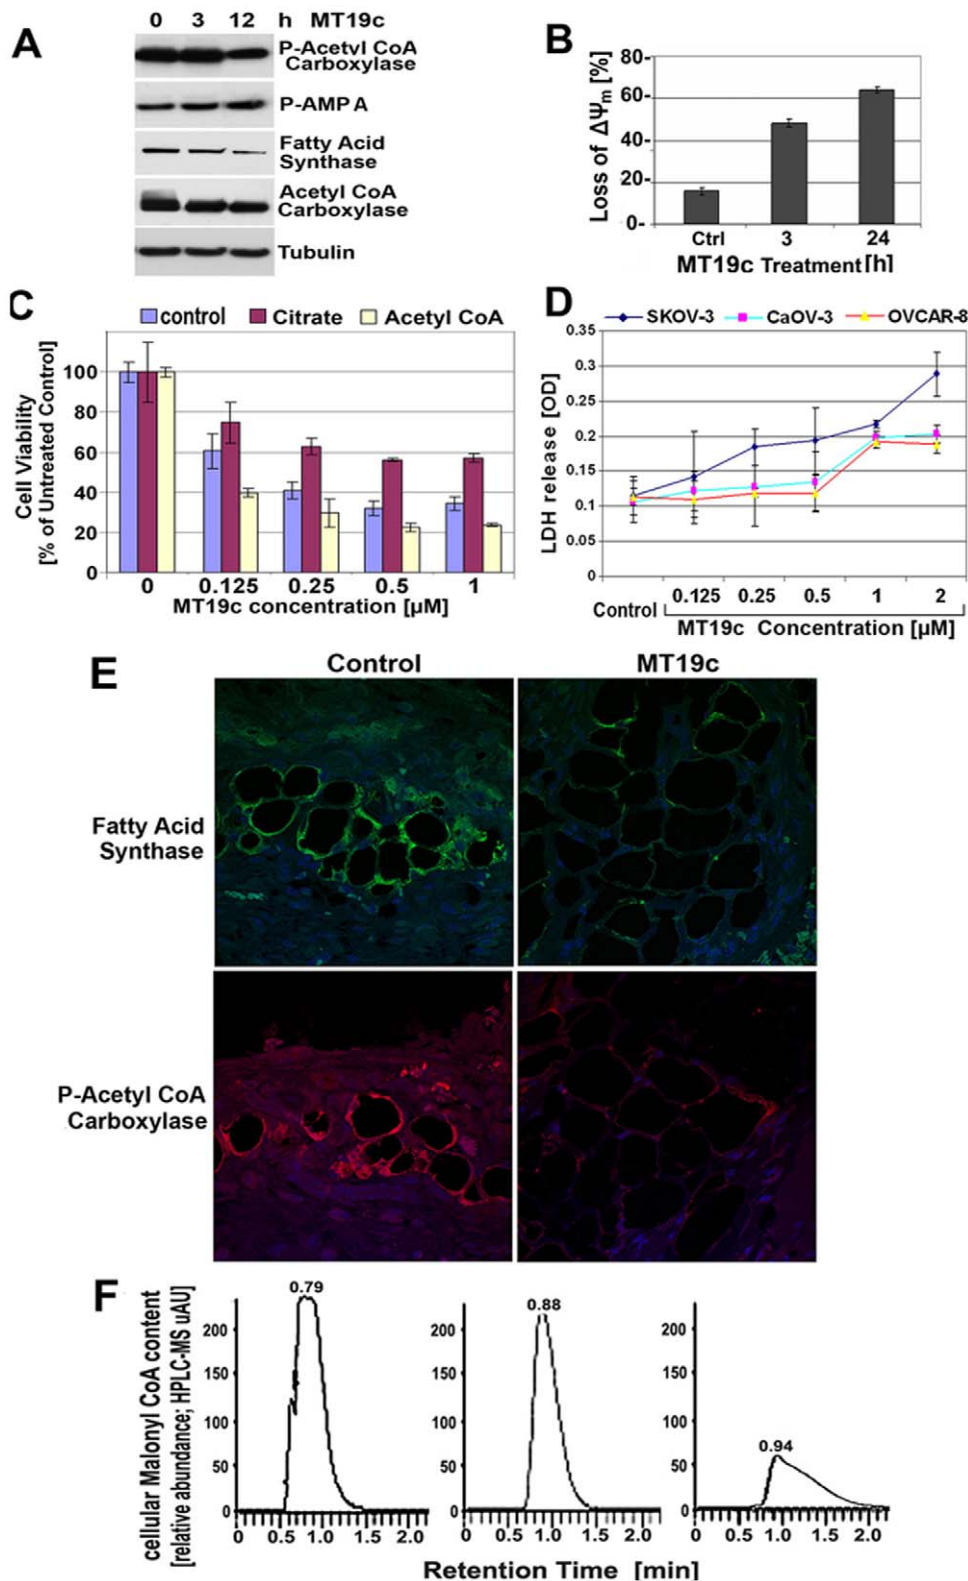 A
0 3 12 h MT19c
P-Acetyl CoA
Carboxylase
P-AMP A
Fatty Acid
Synthase
Acetyl CoA
Carboxylase
Tubulin
B
Loss of ΔΨm [%]
80-
60-
40-
20-
0-
Ctrl 3 24
MT19c Treatment[h]
C
control Citrate Acetyl CoA
Cell Viability
[% of Untreated Control]
100
80
60
40
20
0
0 0.125 0.25 0.5 1
MT19c concentration [µM]
D
SKOV-3 CaOV-3 OVCAR-8
LDH release [OD]
0.35
0.3
0.25
0.2
0.15
0.1
0.05
0
Control 0.125 0.25 0.5 1 2
MT19c Concentration [µM]
E
Control MT19c
Fatty Acid
Synthase
P-Acetyl CoA
Carboxylase
F
cellular Malonyl CoA content
[relative abundance; HPLC-MS uAU]
0.79
200
150
100
50
0
0 0.5 1.0 1.5 2.0
0.88
200
150
100
50
0
0 0.5 1.0 1.5 2.0
0.94
200
150
100
50
0
0 0.5 1.0 1.5 2.0
Retention Time [min]